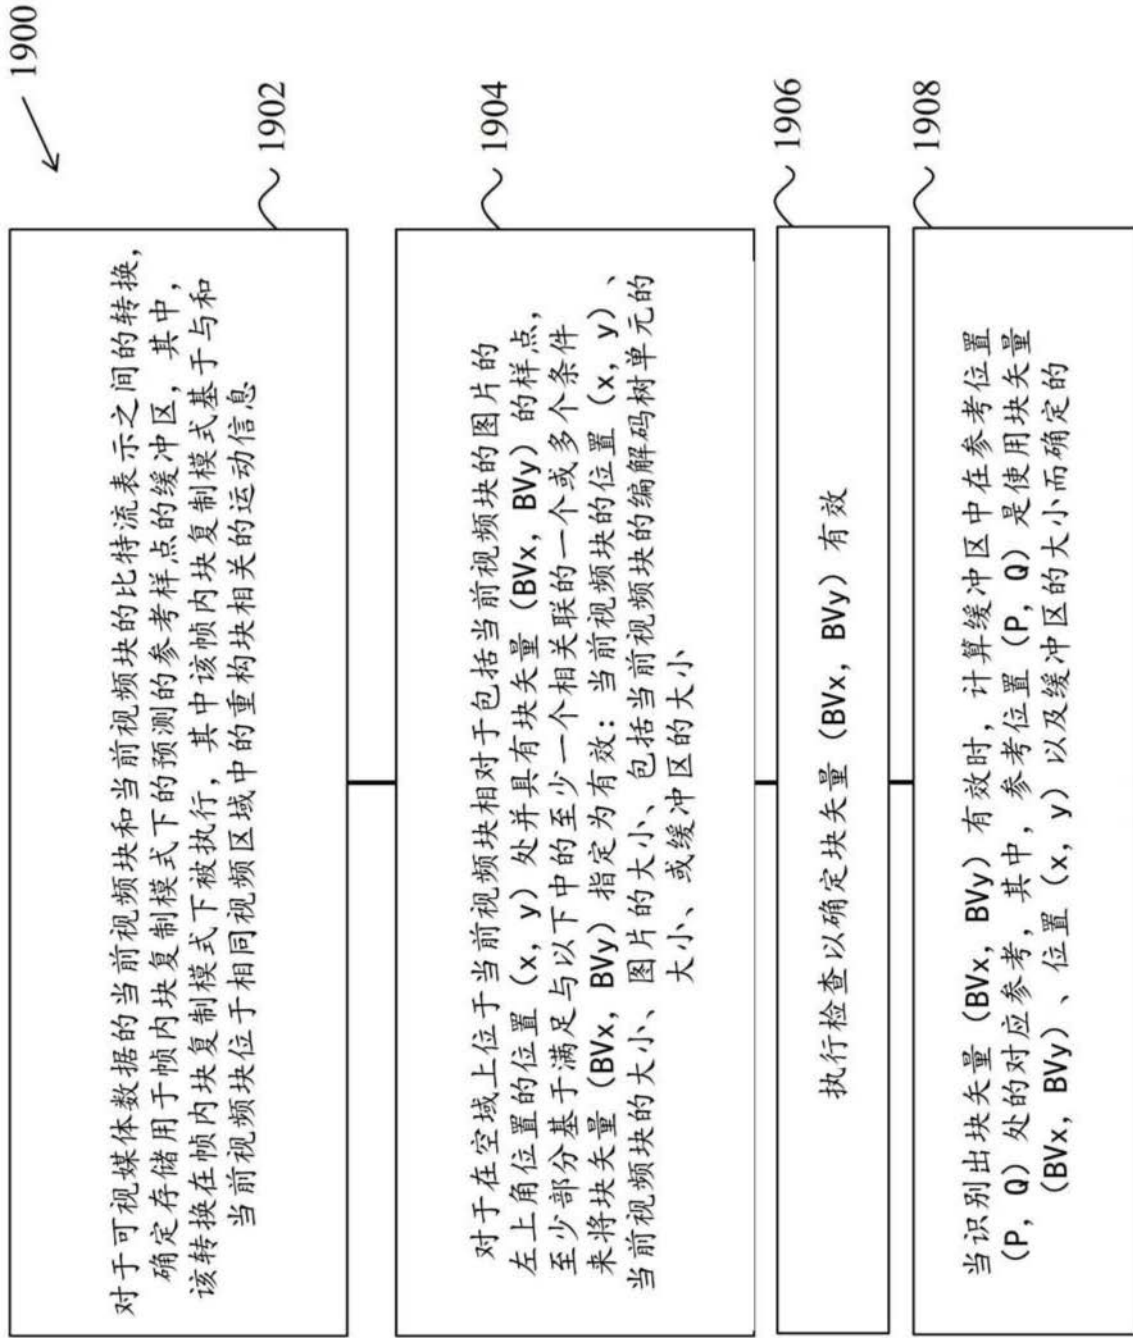 1900
1902
对于可视媒体数据的当前视频块和当前视频块的比特流表示之间的转换，
确定存储用于帧内块复制模式下的预测的参考样点的缓冲区，其中，
该转换在帧内块复制模式下被执行，其中该帧内块复制模式基于与和
当前视频块位于相同视频区域中的重构块相关的运动信息
1904
对于在空域上位于当前视频块相对于包括当前视频块的图片的
左上角位置的位置（x, y）处并具有块矢量（BVx, BVy）的样点，
至少部分基于满足与以下中的至少一个相关联的一个或多个条件
来将块矢量（BVx, BVy）指定为有效：当前视频块的位置（x, y）、
当前视频块的大小、图片的大小、包括当前视频块的编解码树单元的
大小、或缓冲区的大小
1906
执行检查以确定块矢量（BVx, BVy）有效
1908
当识别出块矢量（BVx, BVy）有效时，计算缓冲区中在参考位置
（P, Q）处的对应参考，其中，参考位置（P, Q）是使用块矢量
（BVx, BVy）、位置（x, y）以及缓冲区的大小而确定的